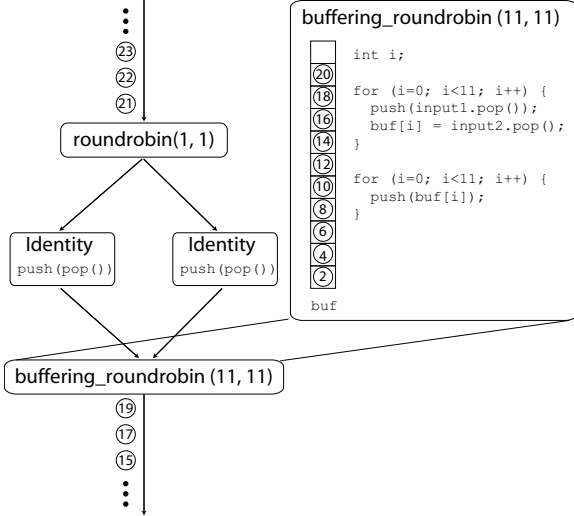 23
22
21
roundrobin(1, 1)
Identity
push(pop())
Identity
push(pop())
buffering_roundrobin (11, 11)
19
17
15
buffering_roundrobin (11, 11)
20
18
16
14
12
10
8
6
4
2
buf
int i;
for (i=0; i<11; i++) {
push(input1.pop());
buf[i] = input2.pop();
}
for (i=0; i<11; i++) {
push(buf[i]);
}